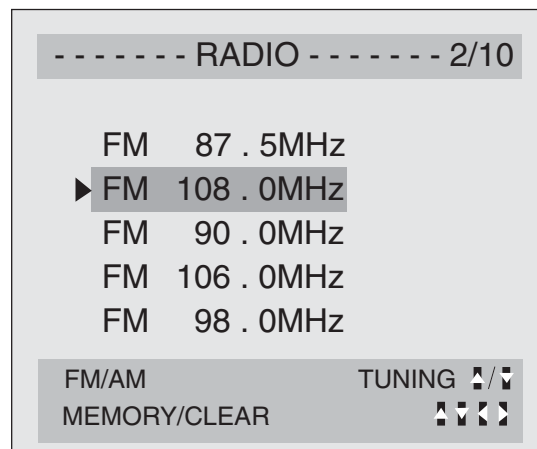 - - - - - - - RADIO - - - - - - - 2/10
FM 87 . 5MHz
FM 108 . 0MHz
FM 90 . 0MHz
FM 106 . 0MHz
FM 98 . 0MHz
FM/AM TUNING /
MEMORY/CLEAR